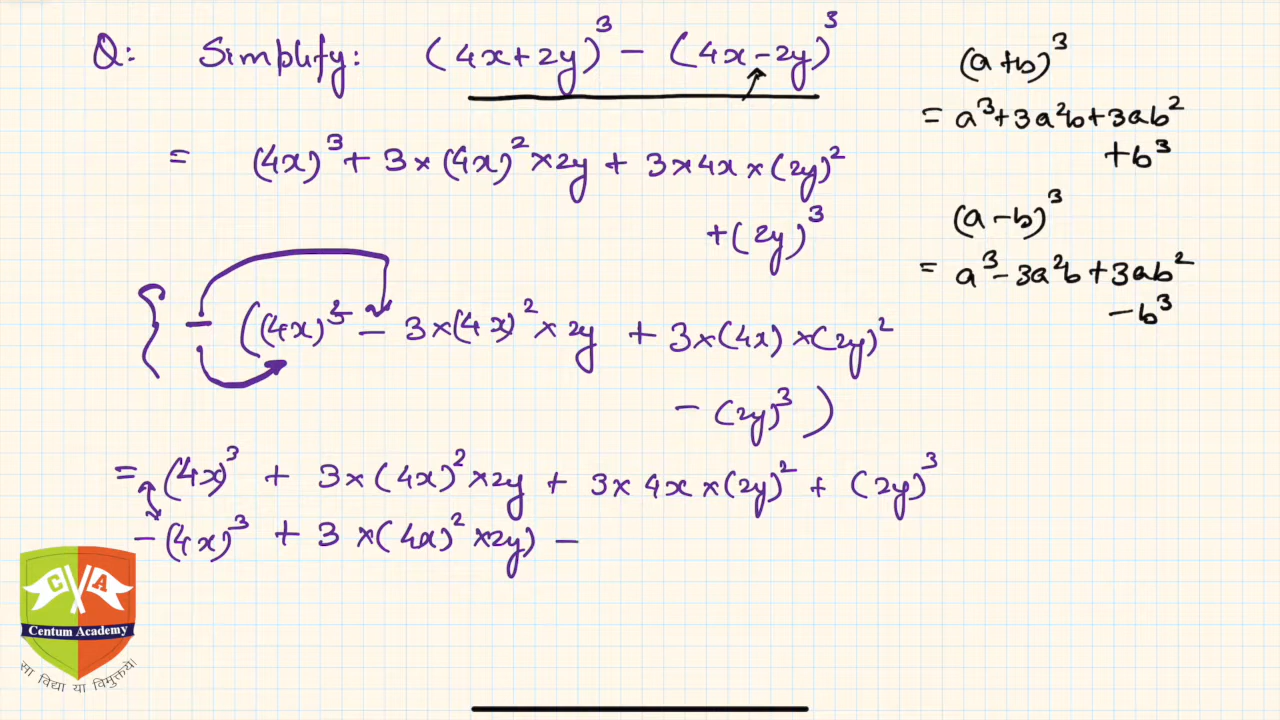 Q: Simplify: (4x+2y)³ − (4x−2y)³
= (4x)³ + 3×(4x)²×2y + 3×4x×(2y)²
+(2y)³
{ − ((4x)³ − 3×(4x)²×2y + 3×(4x)×(2y)²
− (2y)³ )
= (4x)³ + 3×(4x)²×2y + 3×4x×(2y)² + (2y)³
− (4x)³ + 3×(4x)²×2y) −
(a+b)³
= a³+3a²b+3ab²
+b³
(a−b)³
= a³−3a²b+3ab²
−b³
C A
Centum Academy
सा विद्या या विमुक्तये।